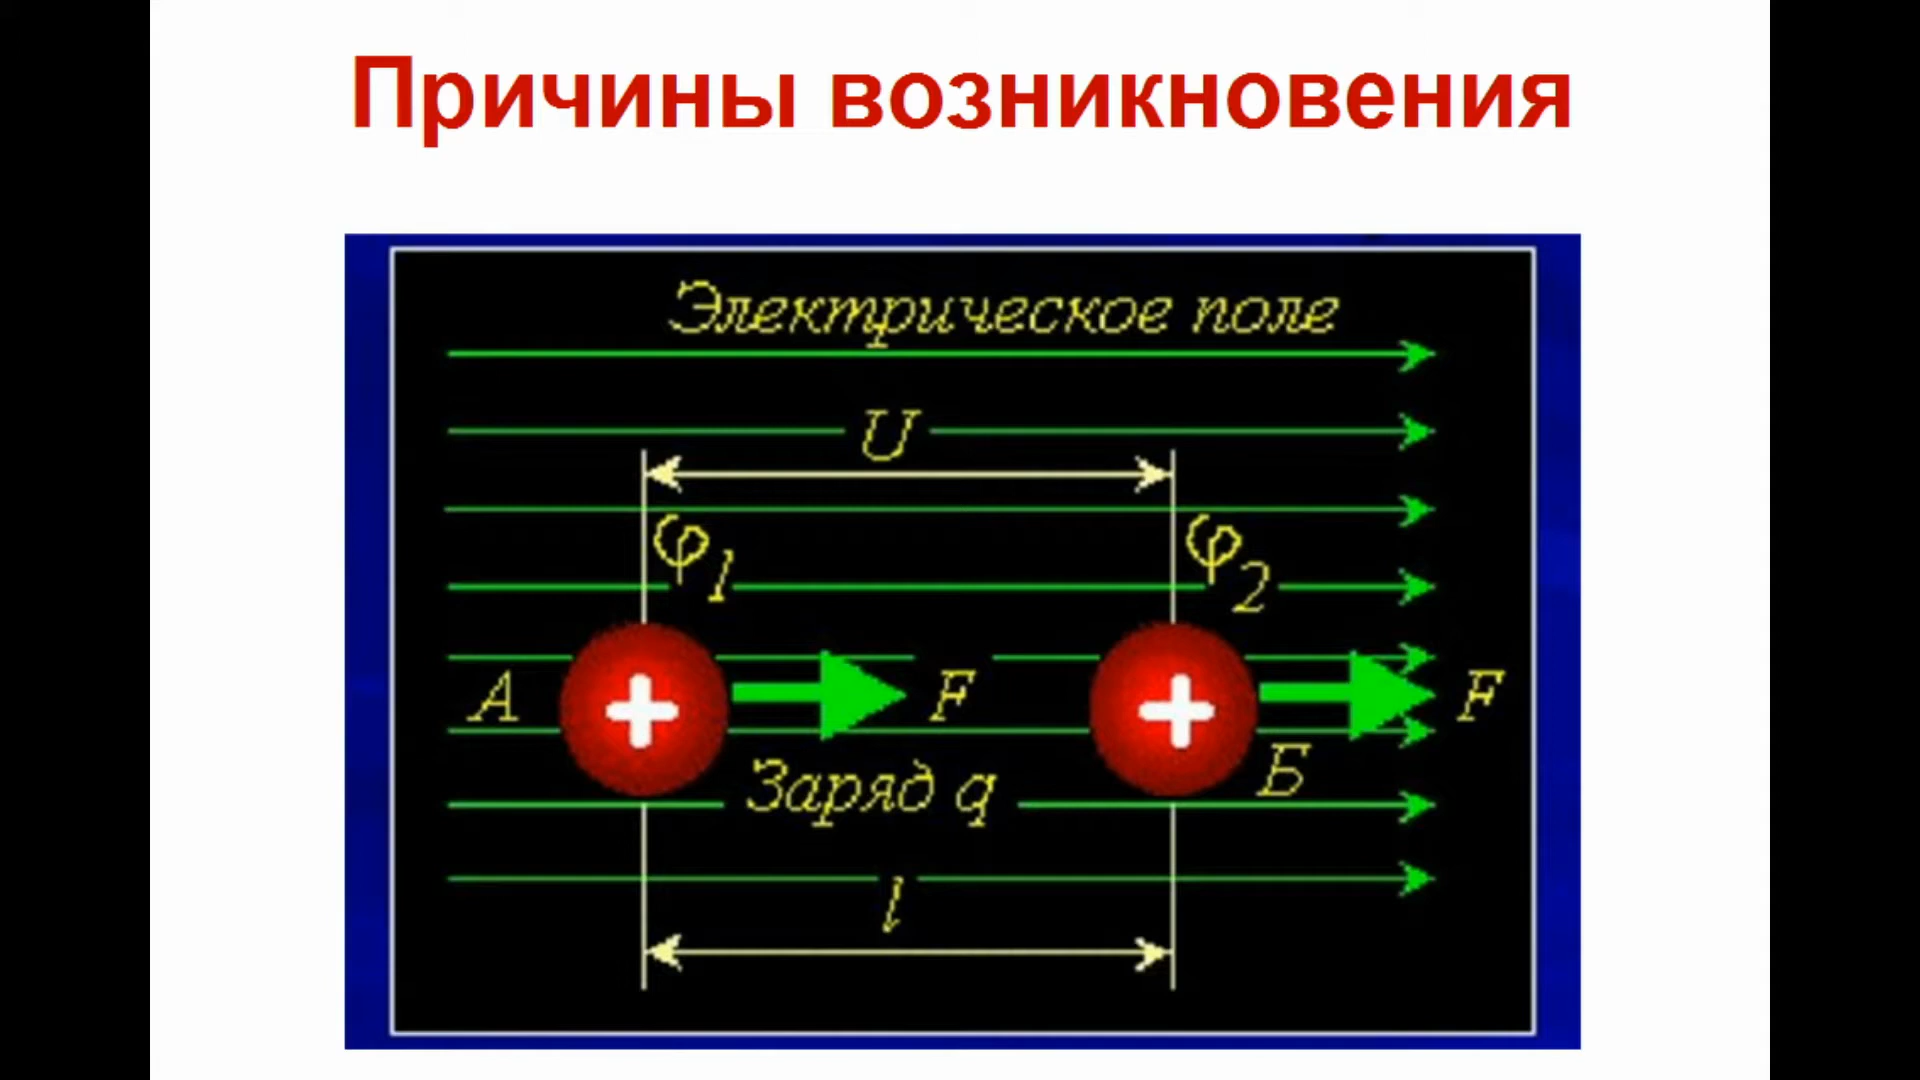 Причины возникновения
Электрическое поле
U
φ1 φ2
А F F
Заряд q Б
l